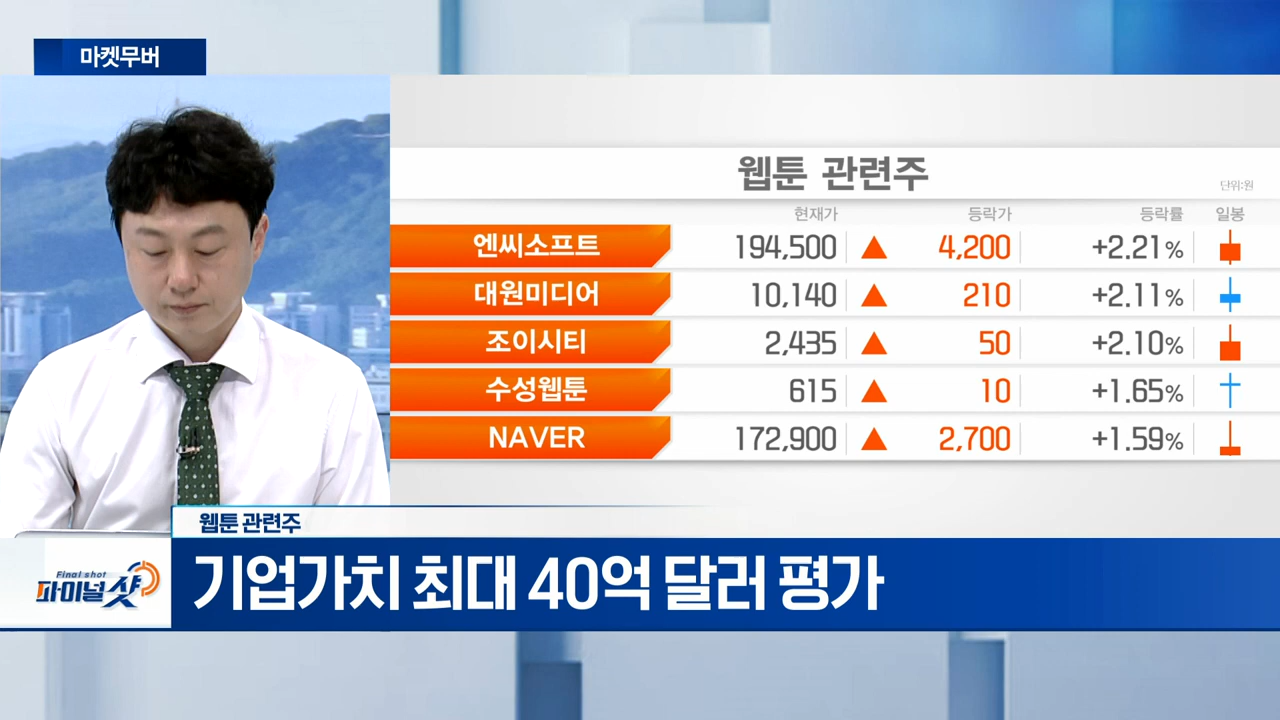 마켓무버
웹툰 관련주
단위:원
현재가 등락가 등락률 일봉
엔씨소프트 194,500 ▲ 4,200 +2.21%
대원미디어 10,140 ▲ 210 +2.11%
조이시티 2,435 ▲ 50 +2.10%
수성웹툰 615 ▲ 10 +1.65%
NAVER 172,900 ▲ 2,700 +1.59%
웹툰 관련주
Final shot
파이널샷
기업가치 최대 40억 달러 평가